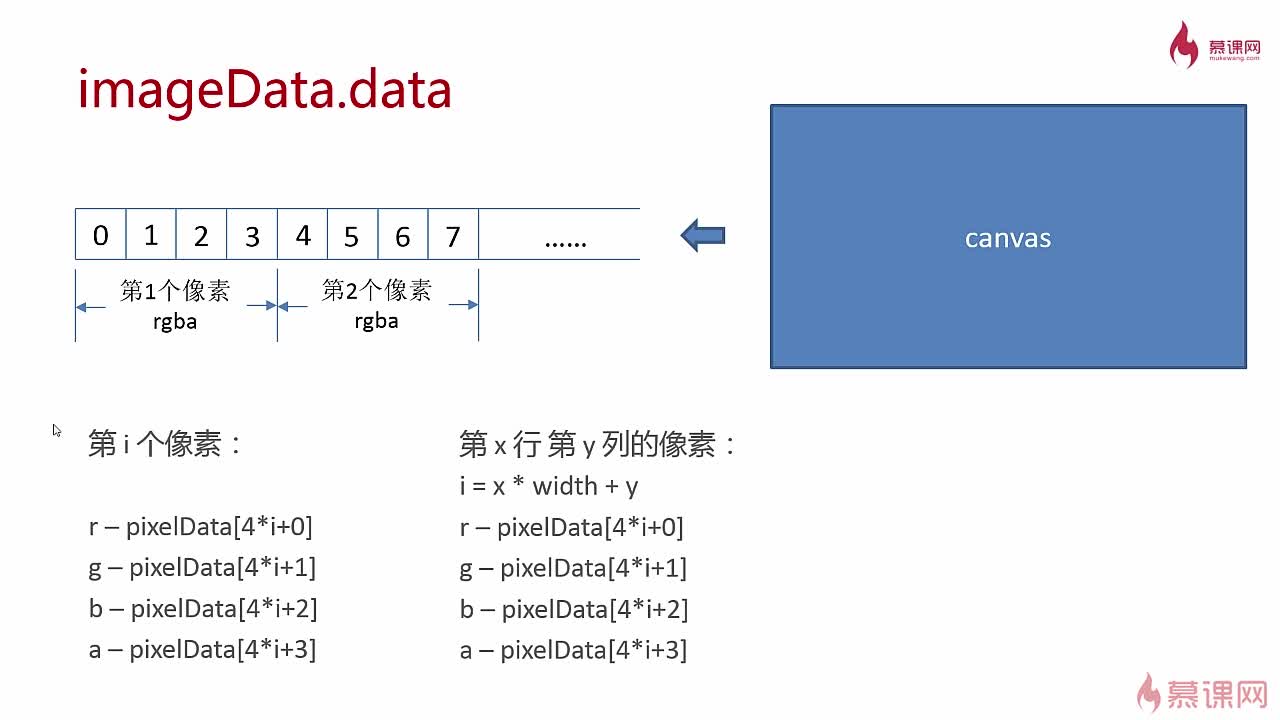 慕课网
mukewang.com
imageData.data
0 1 2 3 4 5 6 7 ......
canvas
第1个像素 第2个像素
rgba rgba
第 i 个像素：
r – pixelData[4*i+0]
g – pixelData[4*i+1]
b – pixelData[4*i+2]
a – pixelData[4*i+3]
第 x 行 第 y 列的像素：
i = x * width + y
r – pixelData[4*i+0]
g – pixelData[4*i+1]
b – pixelData[4*i+2]
a – pixelData[4*i+3]
慕课网